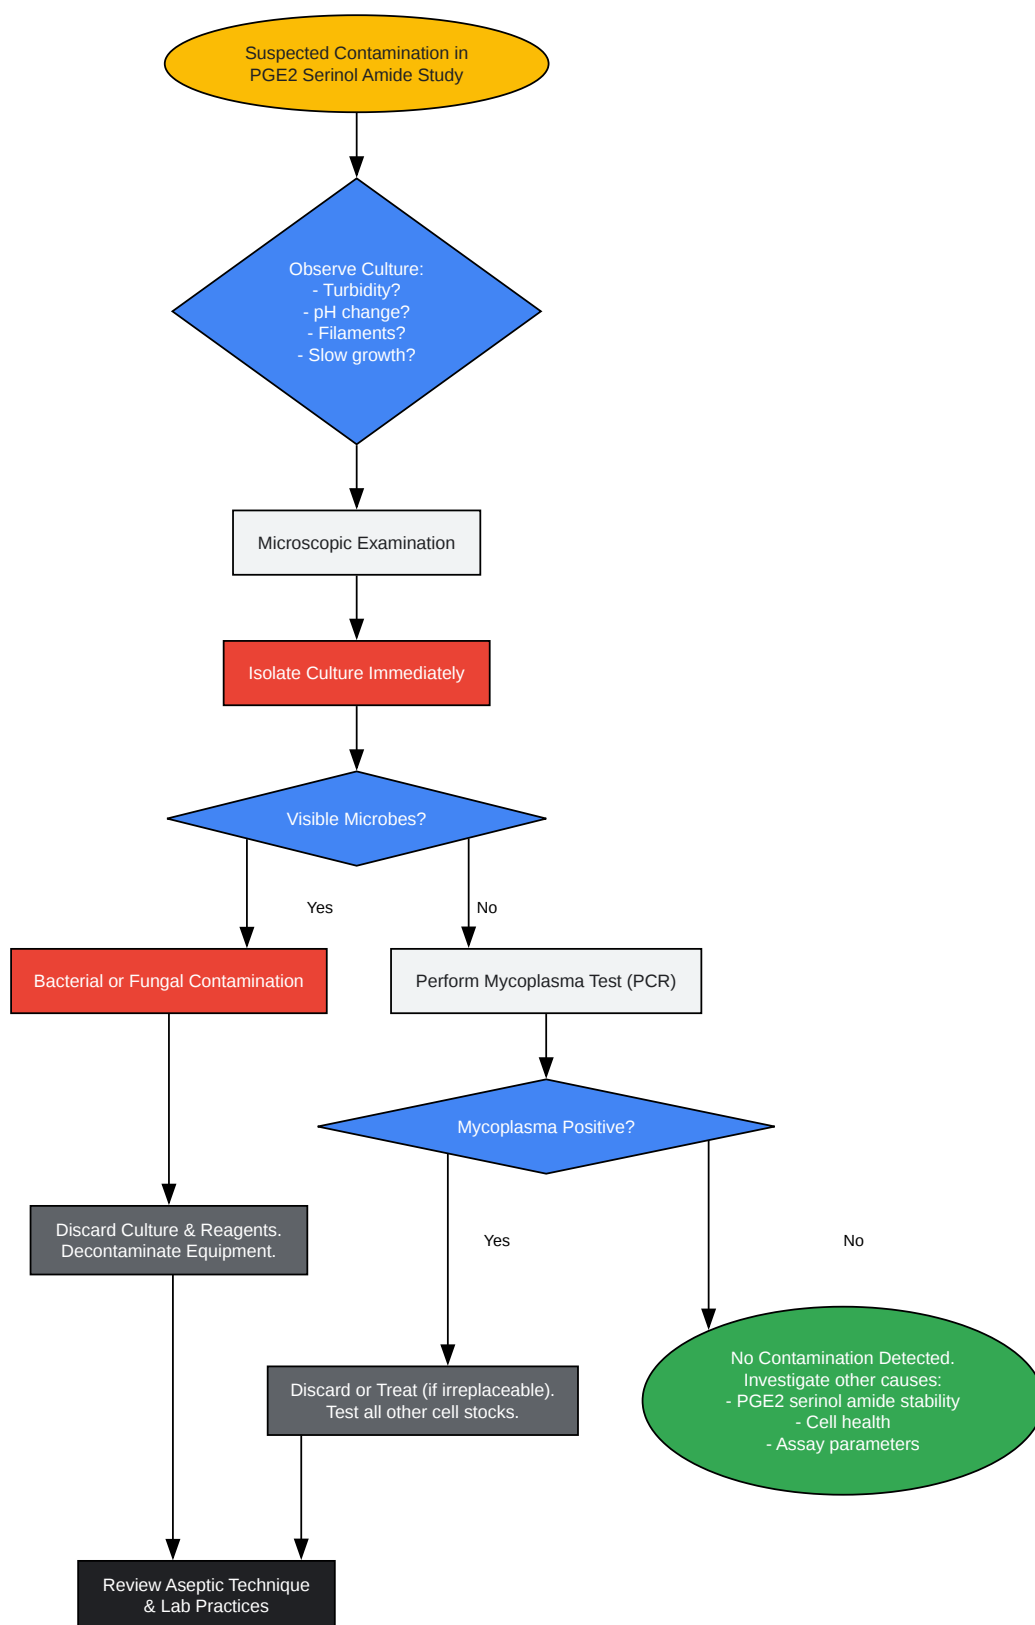 Suspected Contamination in
PGE2 Serinol Amide Study
Observe Culture:
- Turbidity?
- pH change?
- Filaments?
- Slow growth?
Microscopic Examination
Isolate Culture Immediately
Visible Microbes?
Yes
No
Bacterial or Fungal Contamination
Perform Mycoplasma Test (PCR)
Mycoplasma Positive?
Discard Culture & Reagents.
Decontaminate Equipment.
Yes
No
No Contamination Detected.
Investigate other causes:
- PGE2 serinol amide stability
- Cell health
- Assay parameters
Discard or Treat (if irreplaceable).
Test all other cell stocks.
Review Aseptic Technique
& Lab Practices